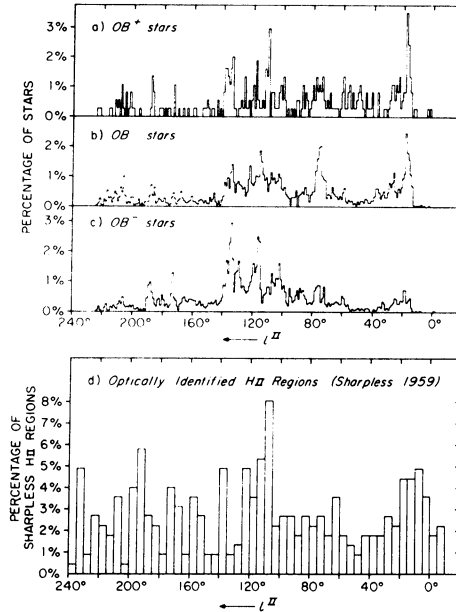 3%
a) OB+ stars
2%
1%
0%
b) OB stars
2%
1%
0%
3%
c) OB− stars
2%
1%
0%
PERCENTAGE OF STARS
240° 200° 160° 120° 80° 40° 0°
← l II
d) Optically Identified HII Regions (Sharpless 1959)
8%
7%
6%
5%
4%
3%
2%
1%
0%
PERCENTAGE OF
SHARPLESS HII REGIONS
240° 200° 160° 120° 80° 40° 0°
← l II